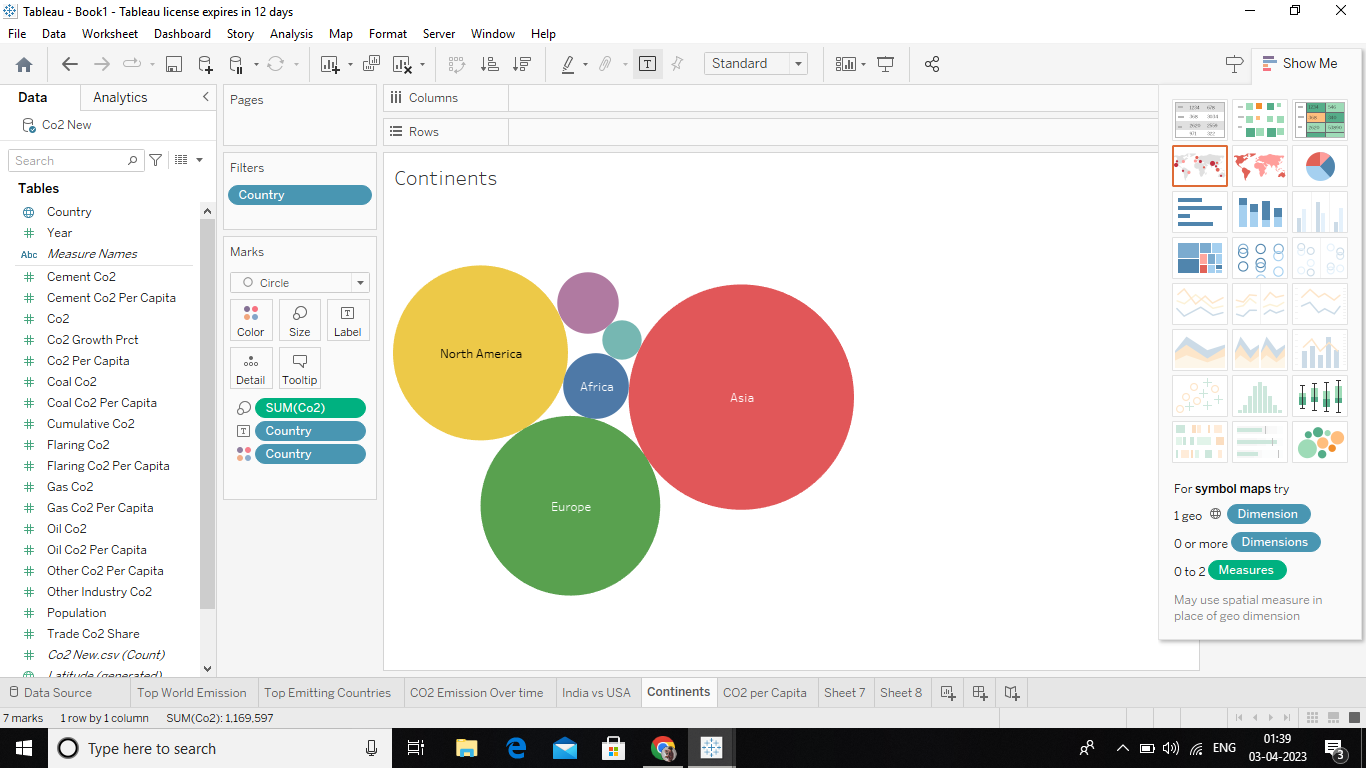 Tableau - Book1 - Tableau license expires in 12 days
File Data Worksheet Dashboard Story Analysis Map Format Server Window Help
Standard
Show Me
Data Analytics
Co2 New
Search
Tables
Country
Year
Abc Measure Names
Cement Co2
Cement Co2 Per Capita
Co2
Co2 Growth Prct
Co2 Per Capita
Coal Co2
Coal Co2 Per Capita
Cumulative Co2
Flaring Co2
Flaring Co2 Per Capita
Gas Co2
Gas Co2 Per Capita
Oil Co2
Oil Co2 Per Capita
Other Co2 Per Capita
Other Industry Co2
Population
Trade Co2 Share
Co2 New.csv (Count)
Latitude (generated)
Pages
Filters
Country
Marks
Circle
Color Size Label
Detail Tooltip
SUM(Co2)
Country
Country
Columns
Rows
Continents
North America
Africa
Asia
Europe
For symbol maps try
1 geo Dimension
0 or more Dimensions
0 to 2 Measures
May use spatial measure in
place of geo dimension
Data Source Top World Emission Top Emitting Countries CO2 Emission Over time India vs USA Continents CO2 per Capita Sheet 7 Sheet 8
7 marks 1 row by 1 column SUM(Co2): 1,169,597
Type here to search
ENG
01:39
03-04-2023
3